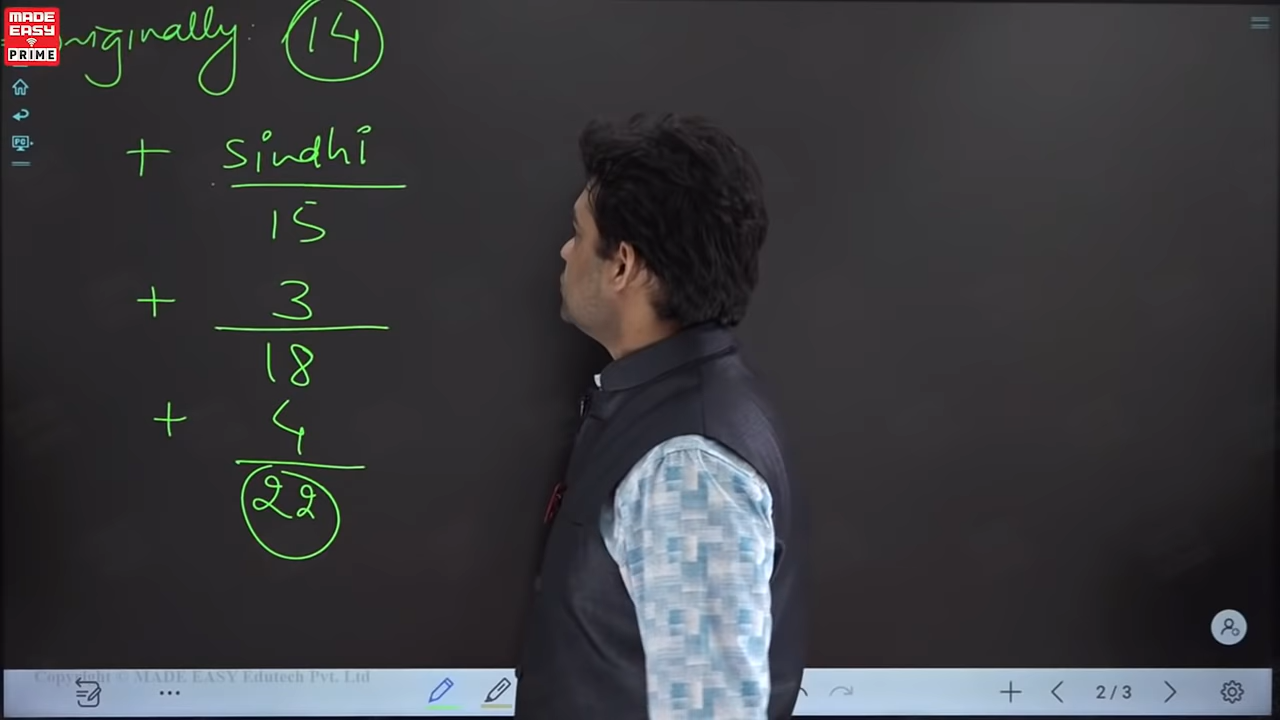 MADE
EASY
PRIME
originally: 14
+ Sindhi
15
+ 3
18
+ 4
22
Copyright © MADE EASY Edutech Pvt. Ltd
2/3